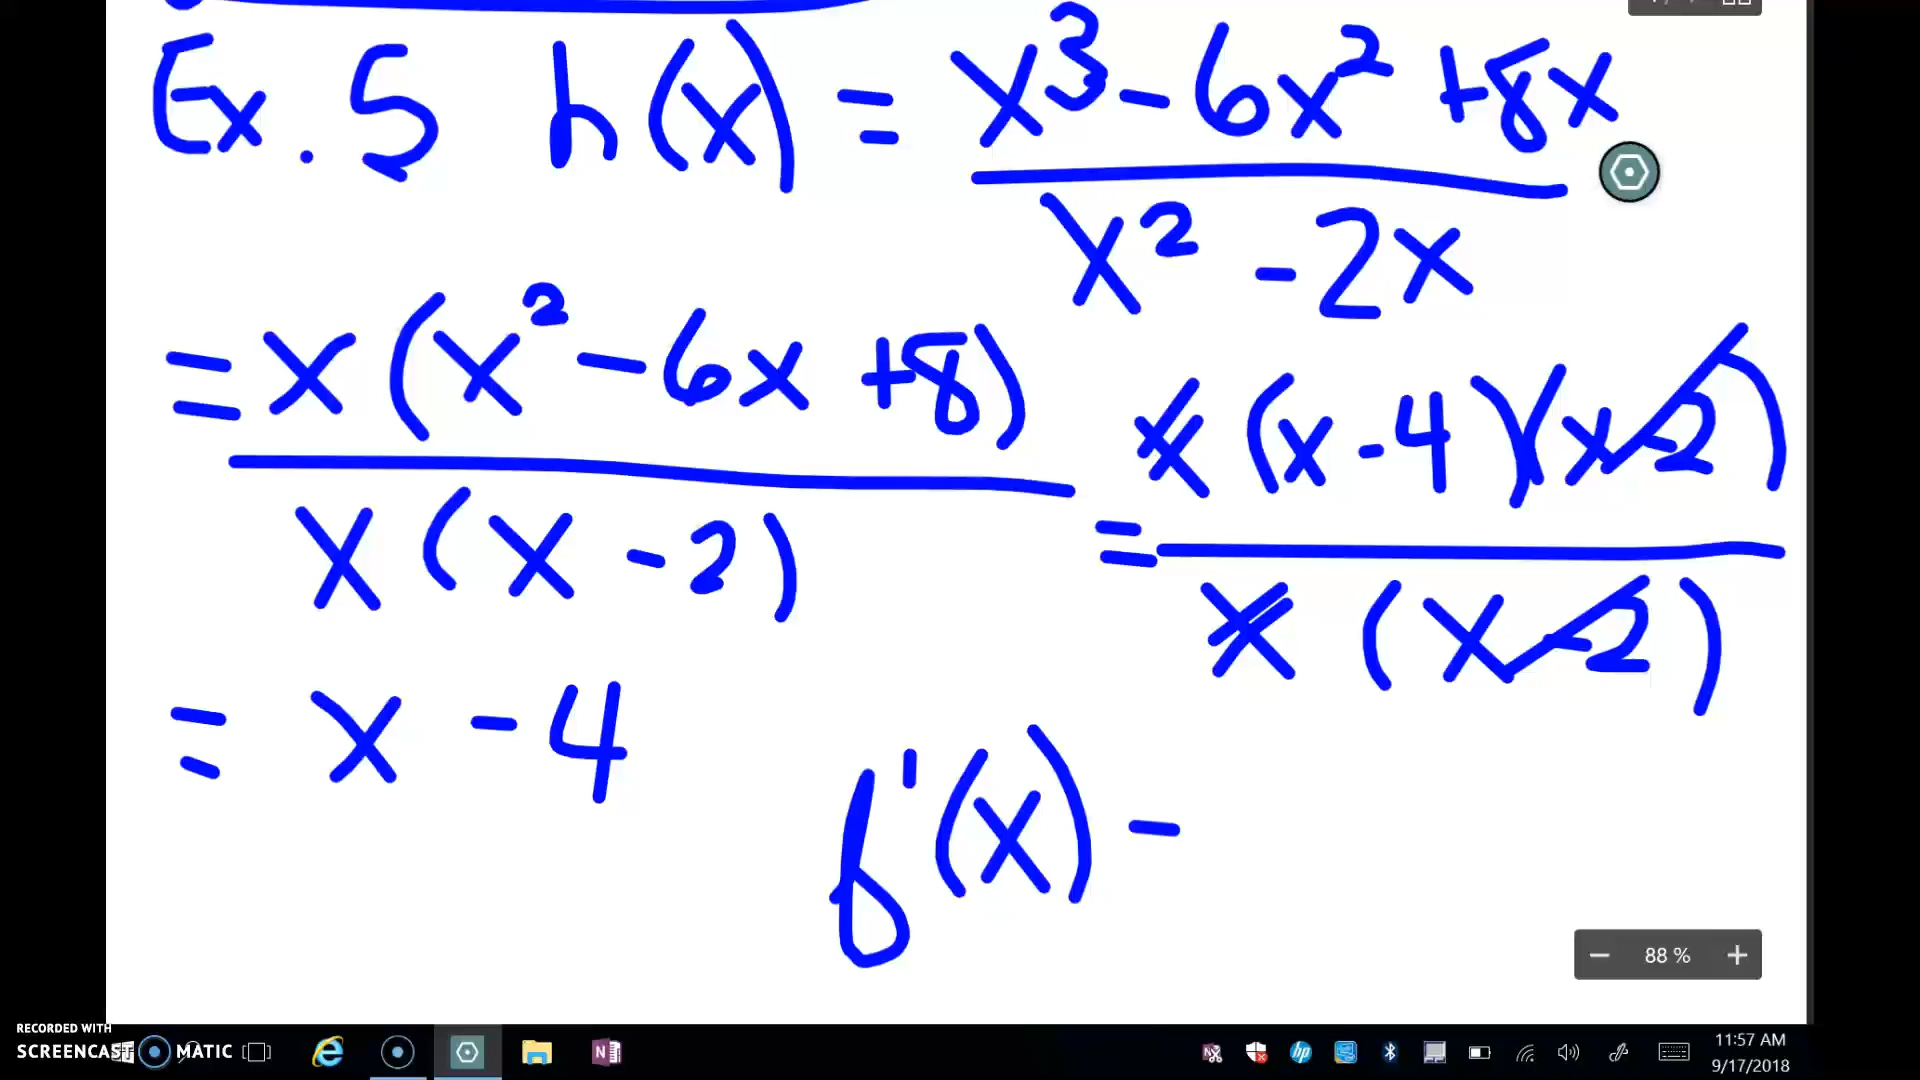 Ex. 5 h(x) = x³ - 6x² + 8x
x² - 2x
= x(x² - 6x + 8)
x(x - 2)
= x(x - 4)(x - 2)
x(x - 2)
= x - 4
f'(x) -
88 %
RECORDED WITH
SCREENCAST MATIC
11:57 AM
9/17/2018